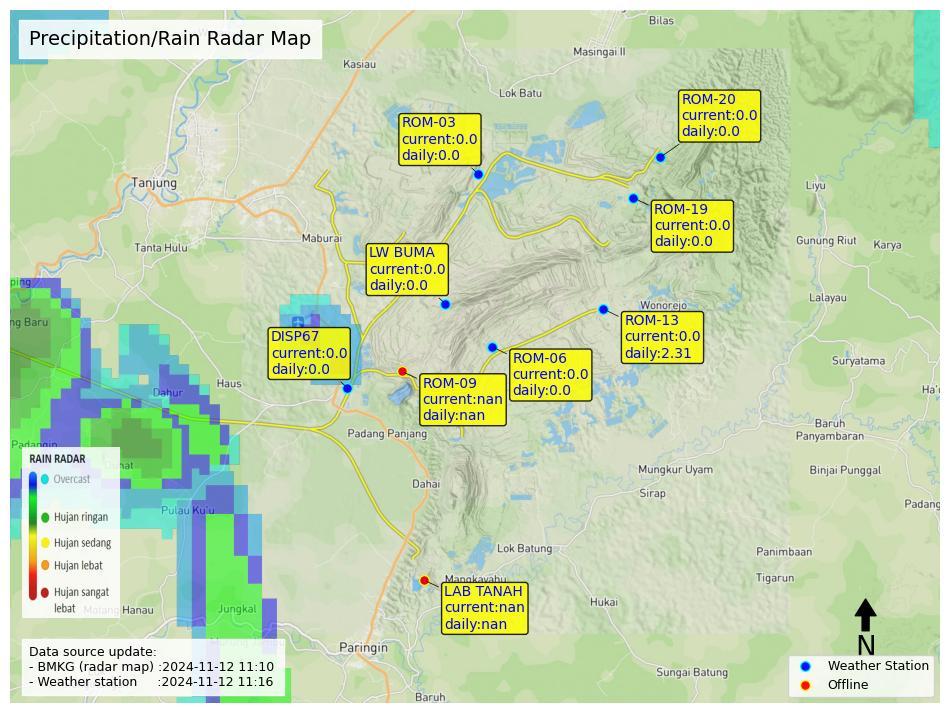 Precipitation/Rain Radar Map
Bilas
Masingai II
Kasiau
Lok Batu
ROM-20
current:0.0
daily:0.0
ROM-03
current:0.0
daily:0.0
Tanjung
Liyu
ROM-19
current:0.0
daily:0.0
Maburai
Tanta Hulu
Gunung Riut
Karya
LW BUMA
current:0.0
daily:0.0
ping
Lalayau
Wonorejo
ng Baru
ROM-13
current:0.0
daily:2.31
DISP67
current:0.0
daily:0.0
ROM-06
current:0.0
daily:0.0
Suryatama
Haus
Dahur
ROM-09
current:nan
daily:nan
Padang Panjang
Baruh
Panyambaran
Padangin
RAIN RADAR
Overcast
Hujan ringan
Hujan sedang
Hujan lebat
Hujan sangat
lebat
Mungkur Uyam
Binjai Punggal
Dahai
Sirap
Padang
Pulau Ku'u
Lok Batung
Panimbaan
Mangkayahu
Tigarun
LAB TANAH
current:nan
daily:nan
Hukai
Matang Hanau
Jungkal
Paringin
Sungai Batung
Baruh
Data source update:
- BMKG (radar map) :2024-11-12 11:10
- Weather station :2024-11-12 11:16
N
Weather Station
Offline